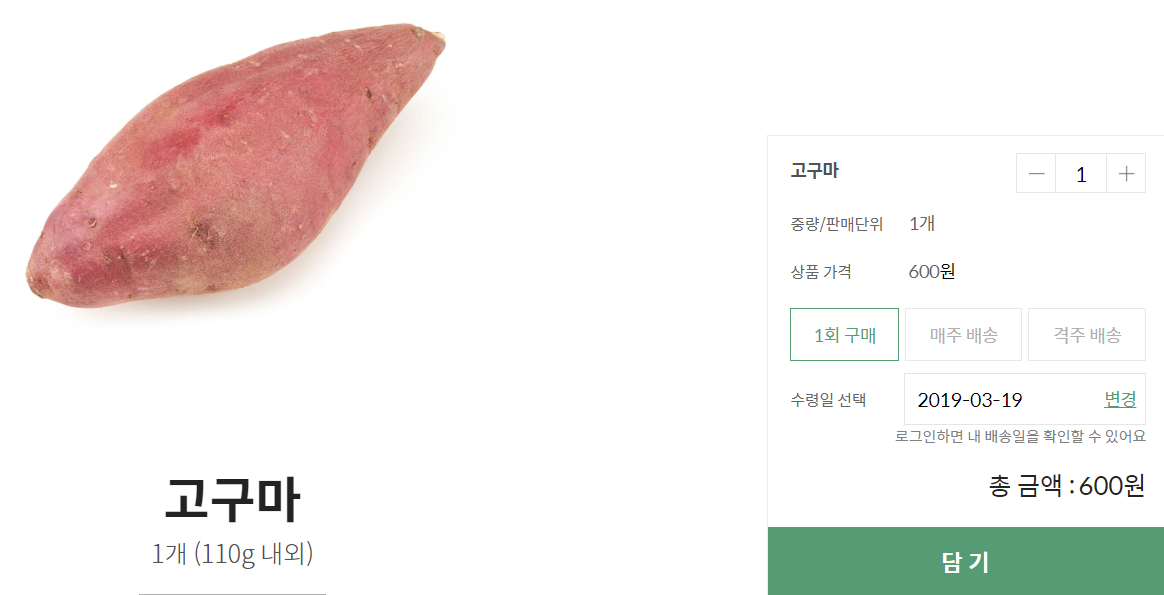 고구마
1개 (110g 내외)
고구마
— 1 +
중량/판매단위 1개
상품 가격 600원
1회 구매 매주 배송 격주 배송
수령일 선택 2019-03-19 변경
로그인하면 내 배송일을 확인할 수 있어요
총 금액 : 600원
담 기